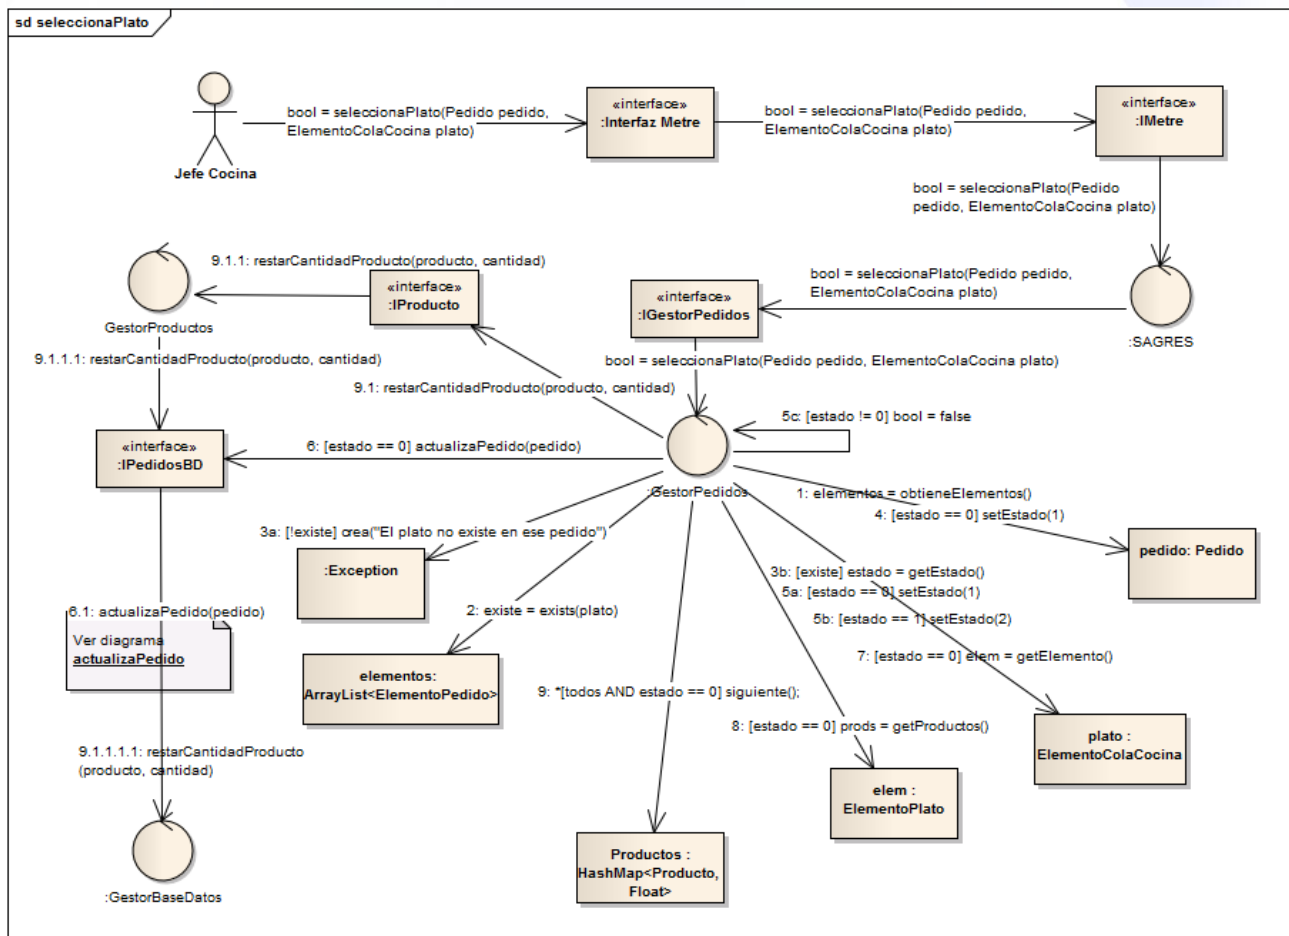 sd seleccionaPlato
Jefe Cocina
bool = seleccionaPlato(Pedido pedido,
ElementoColaCocina plato)
«interface»
:Interfaz Metre
bool = seleccionaPlato(Pedido pedido,
ElementoColaCocina plato)
«interface»
:IMetre
bool = seleccionaPlato(Pedido
pedido, ElementoColaCocina plato)
:SAGRES
bool = seleccionaPlato(Pedido pedido,
ElementoColaCocina plato)
«interface»
:IGestorPedidos
bool = seleccionaPlato(Pedido pedido, ElementoColaCocina plato)
9.1.1: restarCantidadProducto(producto, cantidad)
«interface»
:IProducto
GestorProductos
9.1.1.1: restarCantidadProducto(producto, cantidad)
9.1: restarCantidadProducto(producto, cantidad)
5c: [estado != 0] bool = false
«interface»
:IPedidosBD
6: [estado == 0] actualizaPedido(pedido)
:GestorPedidos
1: elementos = obtieneElementos()
4: [estado == 0] setEstado(1)
pedido: Pedido
3a: [!existe] crea("El plato no existe en ese pedido")
:Exception
3b: [existe] estado = getEstado()
5a: [estado == 0] setEstado(1)
5b: [estado == 1] setEstado(2)
7: [estado == 0] elem = getElemento()
2: existe = exists(plato)
6.1: actualizaPedido(pedido)
Ver diagrama
actualizaPedido
elementos:
ArrayList<ElementoPedido>
9: *[todos AND estado == 0] siguiente();
8: [estado == 0] prods = getProductos()
plato :
ElementoColaCocina
9.1.1.1.1: restarCantidadProducto
(producto, cantidad)
elem :
ElementoPlato
Productos :
HashMap<Producto,
Float>
:GestorBaseDatos